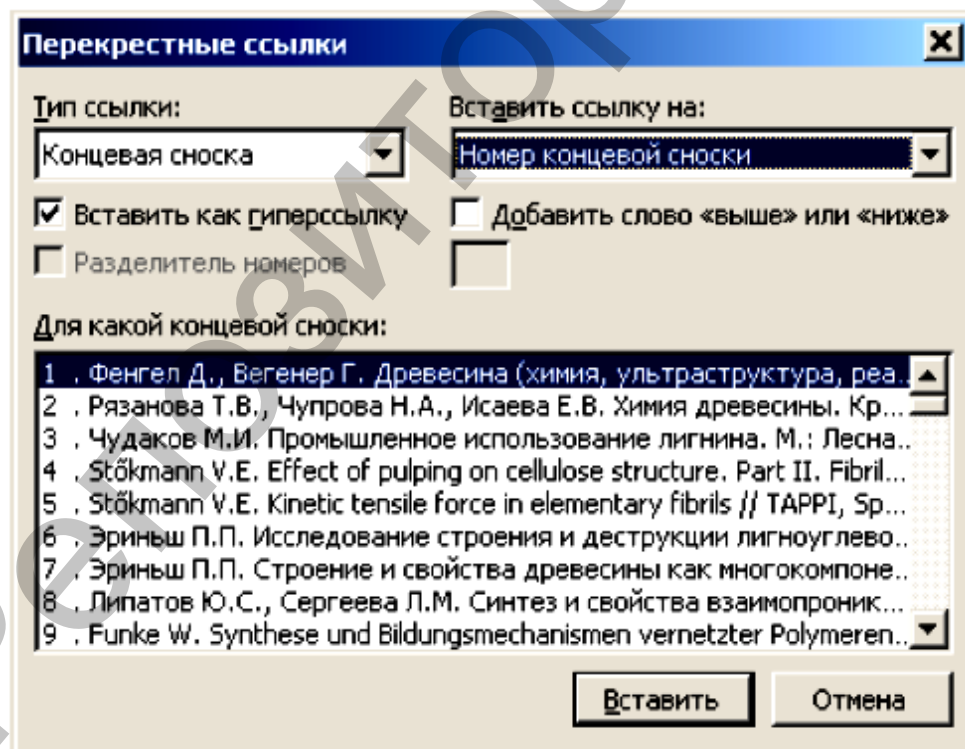 Перекрестные ссылки
Тип ссылки:
Вставить ссылку на:
Концевая сноска
Номер концевой сноски
Вставить как гиперссылку
Добавить слово «выше» или «ниже»
Разделитель номеров
Для какой концевой сноски:
1 . Фенгел Д., Вегенер Г. Древесина (химия, ультраструктура, реа...
2 . Рязанова Т.В., Чупрова Н.А., Исаева Е.В. Химия древесины. Кр...
3 . Чудаков М.И. Промышленное использование лигнина. М.: Лесна...
4 . Stőkmann V.E. Effect of pulping on cellulose structure. Part II. Fibril...
5 . Stőkmann V.E. Kinetic tensile force in elementary fibrils // TAPPI, Sp...
6 . Эриньш П.П. Исследование строения и деструкции лигноуглево...
7 . Эриньш П.П. Строение и свойства древесины как многокомпоне...
8 . Липатов Ю.С., Сергеева Л.М. Синтез и свойства взаимопроник...
9 . Funke W. Synthese und Bildungsmechanismen vernetzter Polymeren...
Вставить
Отмена